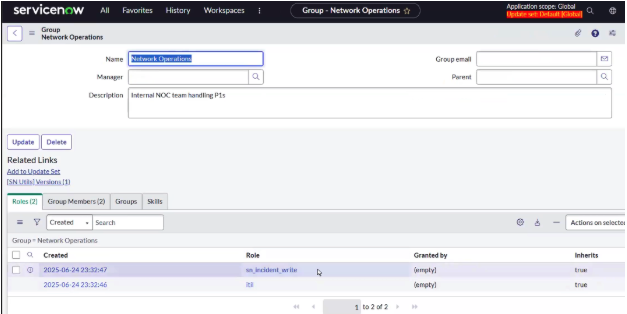 servicenow All Favorites History Workspaces Group - Network Operations Application scope: Global
Update set: Default [Global]
Group
Network Operations
Name Network Operations Group email
Manager Parent
Description Internal NOC team handling P1s
Update Delete
Related Links
Add to Update Set
[SN Utils] Versions (1)
Roles (2) Group Members (2) Groups Skills
Created Search Actions on selected
Group = Network Operations
Created Role Granted by Inherits
2025-06-24 23:32:47 sn_incident_write (empty) true
2025-06-24 23:32:46 itil (empty) true
1 to 2 of 2